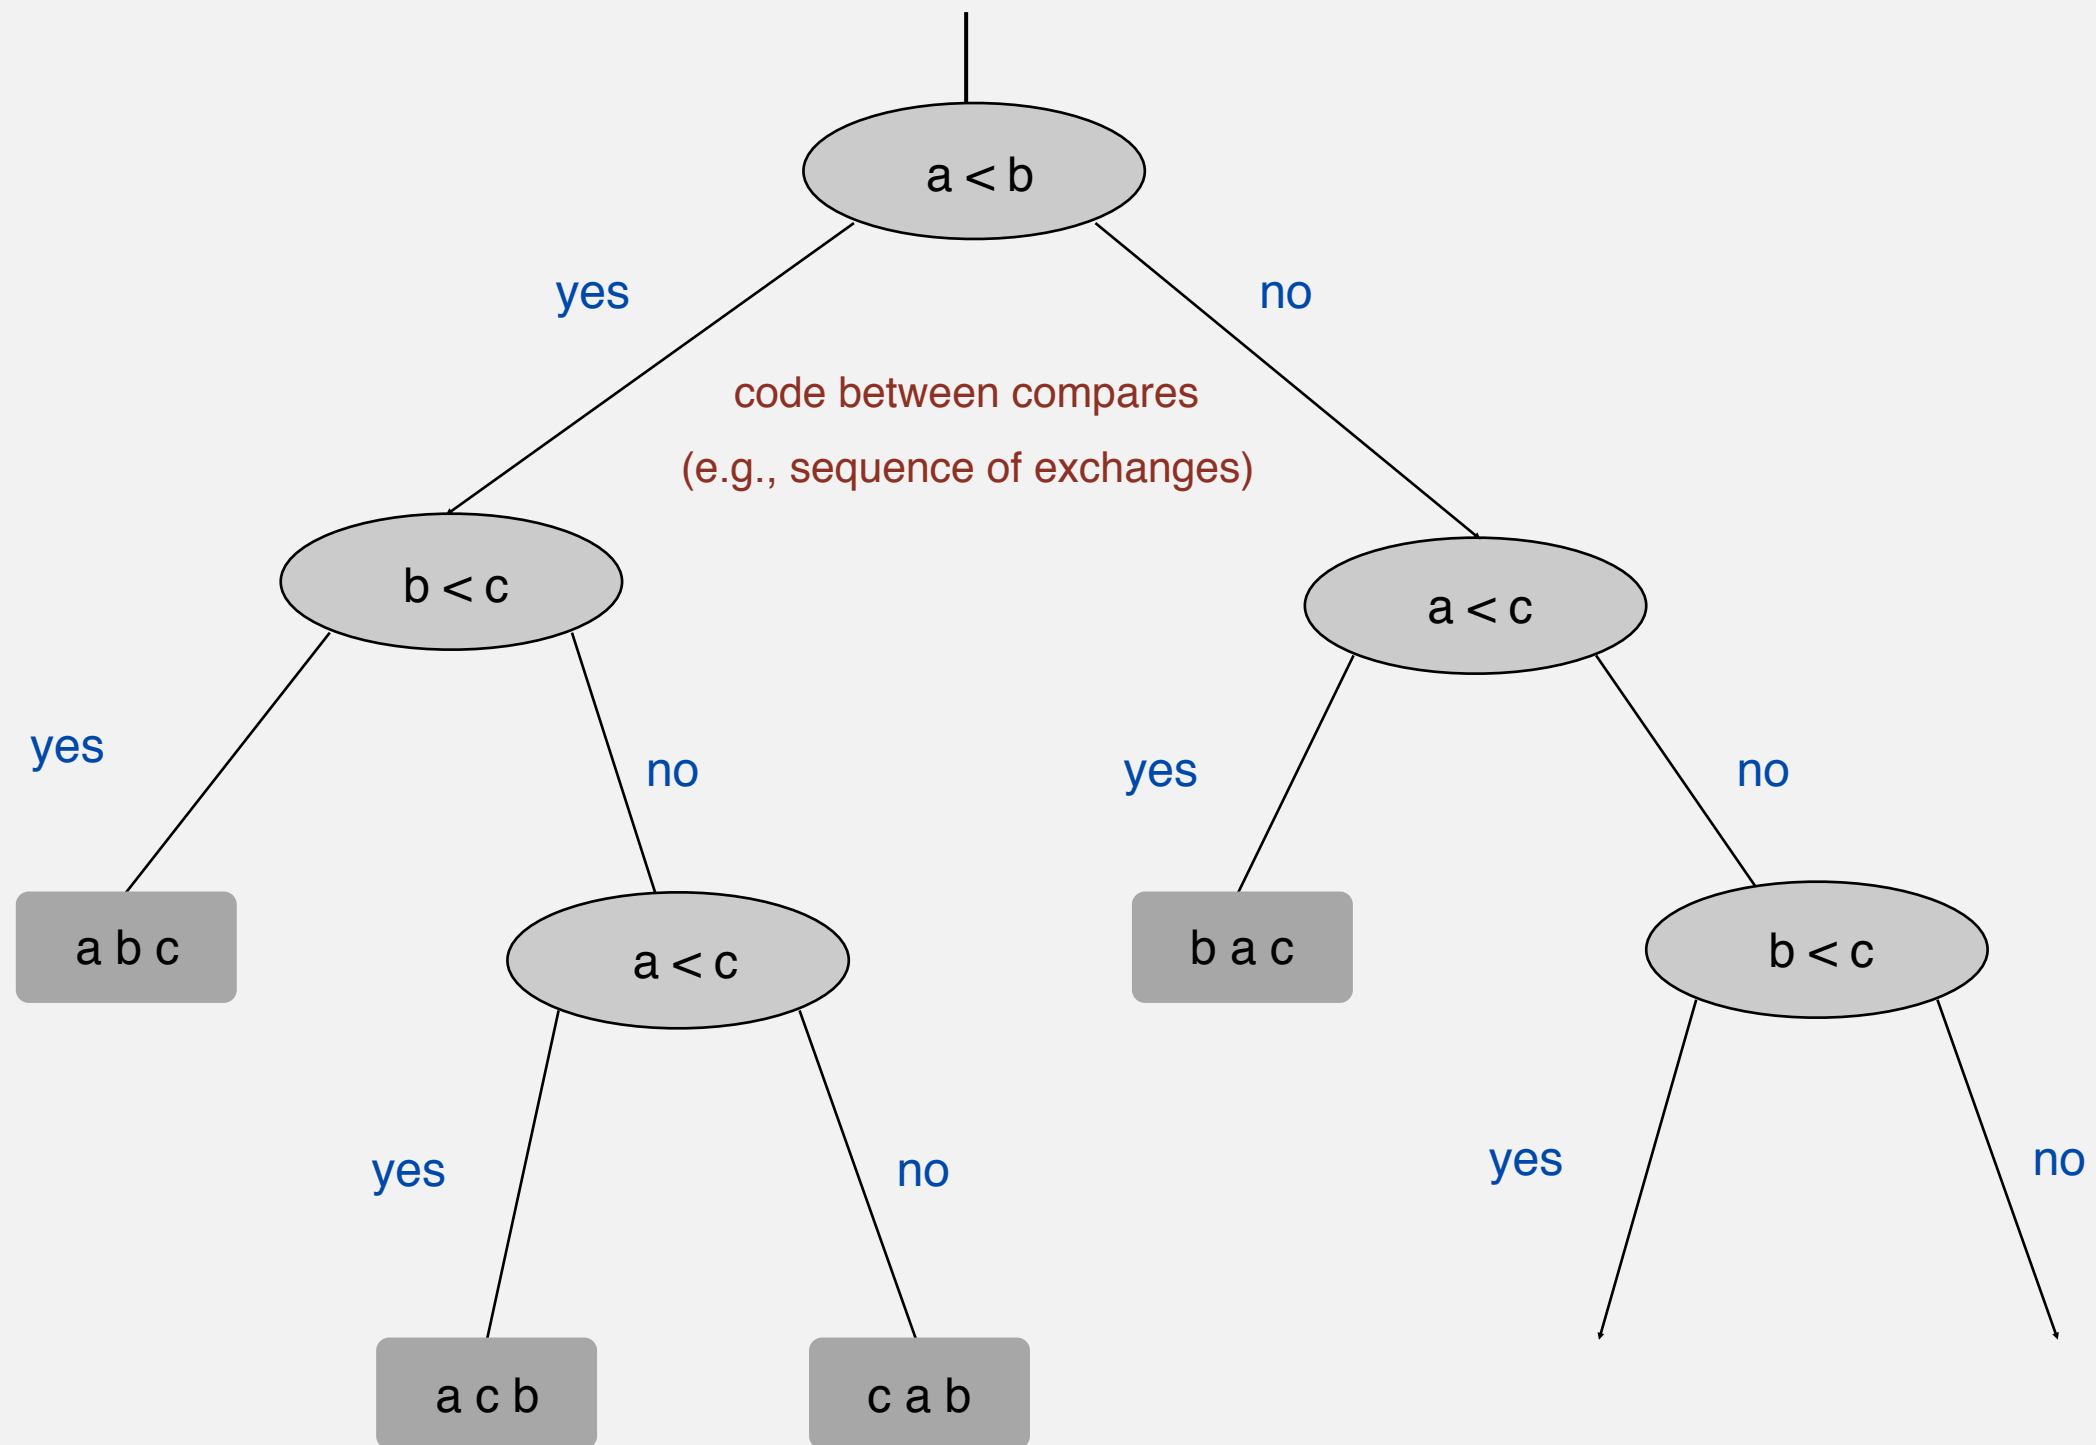 a < b
yes
no
code between compares
(e.g., sequence of exchanges)
b < c
a < c
yes
no
yes
no
a b c
a < c
b a c
b < c
yes
no
yes
no
a c b
c a b